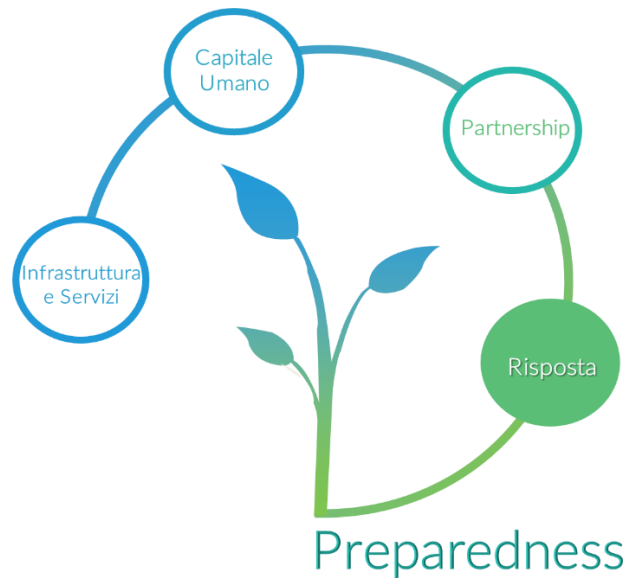 Capitale
Umano
Partnership
Infrastruttura
e Servizi
Risposta
Preparedness